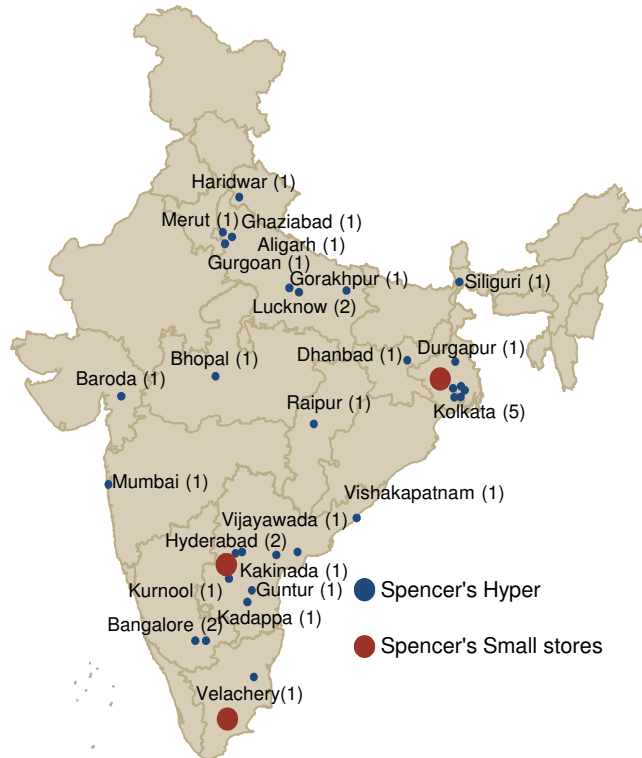 Haridwar (1)
Merut (1)
Ghaziabad (1)
Aligarh (1)
Gurgoan (1)
Gorakhpur (1)
Siliguri (1)
Lucknow (2)
Bhopal (1)
Dhanbad (1)
Durgapur (1)
Baroda (1)
Raipur (1)
Kolkata (5)
Mumbai (1)
Vishakapatnam (1)
Vijayawada (1)
Hyderabad (2)
Kakinada (1)
Kurnool (1)
Guntur (1)
Spencer's Hyper
Kadappa (1)
Bangalore (2)
Spencer's Small stores
Velachery(1)